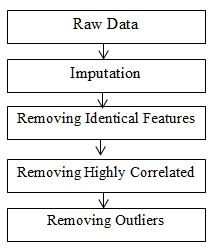 Raw Data
Imputation
Removing Identical Features
Removing Highly Correlated
Removing Outliers